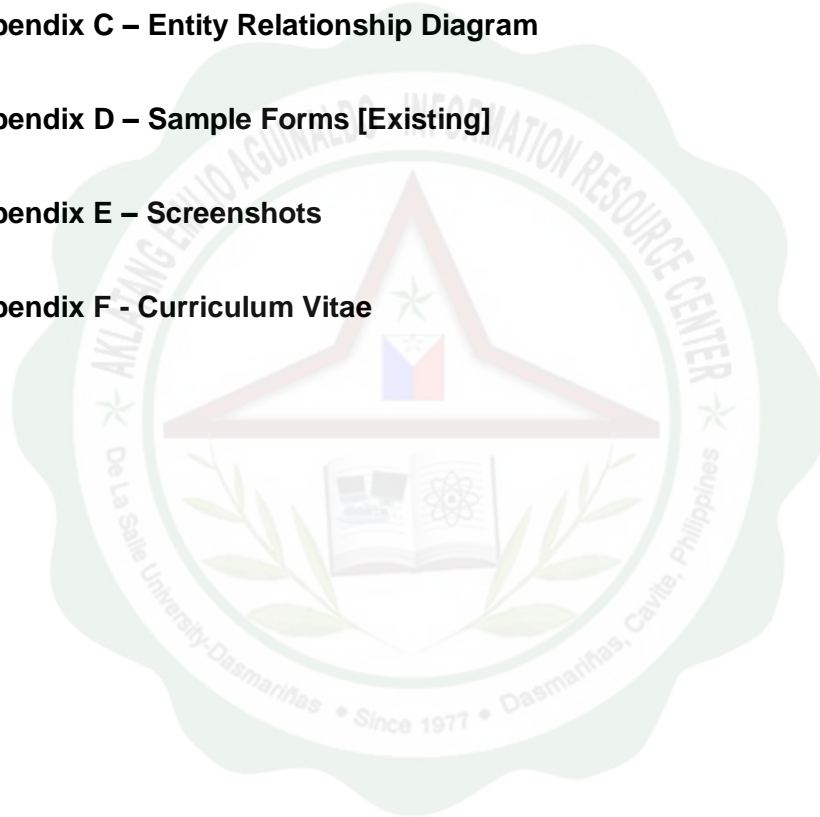 pendix C – Entity Relationship Diagram
pendix D – Sample Forms [Existing]
pendix E – Screenshots
pendix F - Curriculum Vitae
AKLATANG EMILIO AGUINALDO - INFORMATION RESOURCE CENTER
De La Salle University-Dasmariñas • Since 1977 • Dasmariñas, Cavite, Philippines